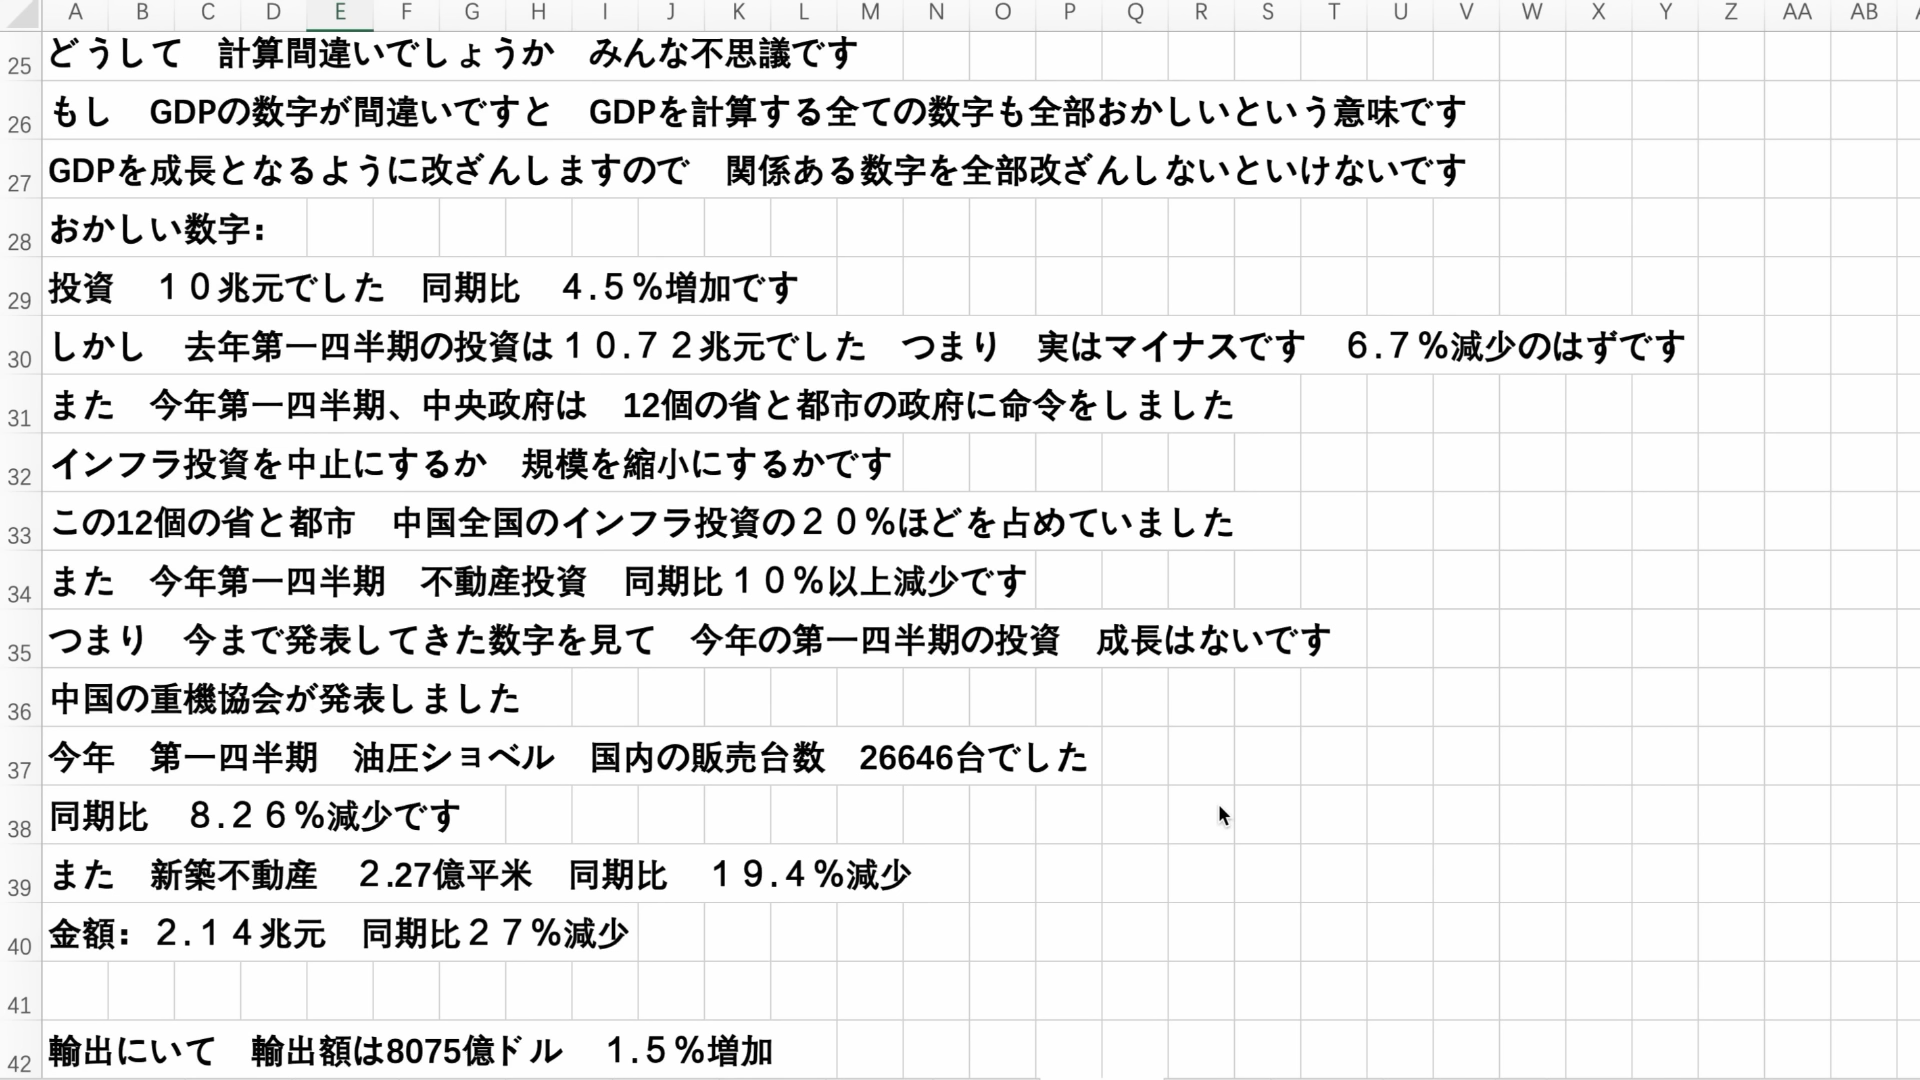 A B C D E F G H I J K L M N O P Q R S T U V W X Y Z AA AB
25 どうして　計算間違いでしょうか　みんな不思議です
26 もし　GDPの数字が間違いですと　GDPを計算する全ての数字も全部おかしいという意味です
27 GDPを成長となるように改ざんしますので　関係ある数字を全部改ざんしないといけないです
28 おかしい数字：
29 投資　１０兆元でした　同期比　４.５％増加です
30 しかし　去年第一四半期の投資は１０.７２兆元でした　つまり　実はマイナスです　６.７％減少のはずです
31 また　今年第一四半期、中央政府は　12個の省と都市の政府に命令をしました
32 インフラ投資を中止にするか　規模を縮小にするかです
33 この12個の省と都市　中国全国のインフラ投資の２０％ほどを占めていました
34 また　今年第一四半期　不動産投資　同期比１０％以上減少です
35 つまり　今まで発表してきた数字を見て　今年の第一四半期の投資　成長はないです
36 中国の重機協会が発表しました
37 今年　第一四半期　油圧ショベル　国内の販売台数　26646台でした
38 同期比　８.２６％減少です
39 また　新築不動産　２.27億平米　同期比　１９.４％減少
40 金額：２.１４兆元　同期比２７％減少
41
42 輸出にいて　輸出額は8075億ドル　１.５％増加